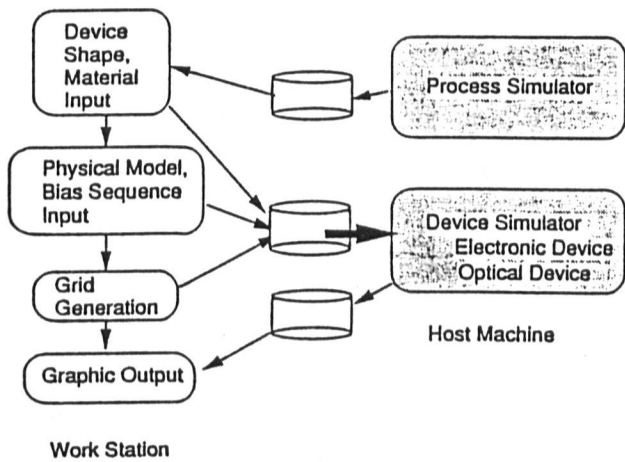 Device
Shape,
Material
Input
Process Simulator
Physical Model,
Bias Sequence
Input
Device Simulator
Electronic Device
Optical Device
Grid
Generation
Host Machine
Graphic Output
Work Station